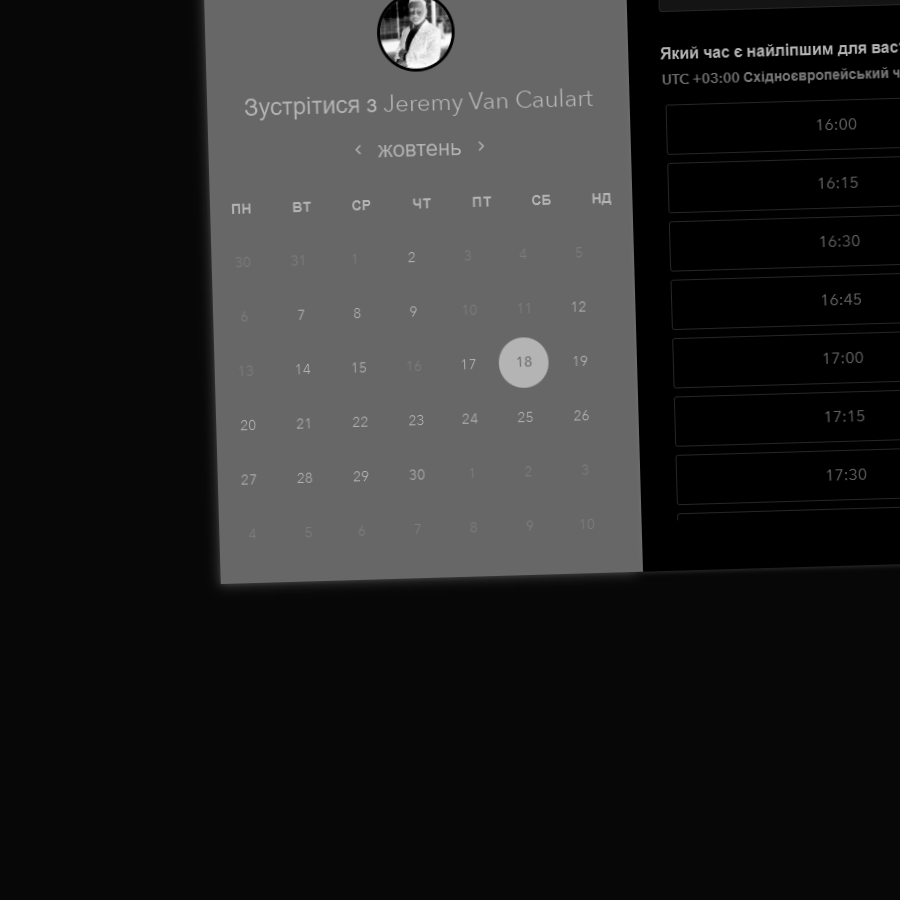 Зустрітися з Jeremy Van Caulart
‹ жовтень ›
ПН ВТ СР ЧТ ПТ СБ НД
30 31 1 2 3 4 5
6 7 8 9 10 11 12
13 14 15 16 17 18 19
20 21 22 23 24 25 26
27 28 29 30 1 2 3
4 5 6 7 8 9 10
Який час є найліпшим для вас
UTC +03:00 Східноєвропейський
16:00
16:15
16:30
16:45
17:00
17:15
17:30